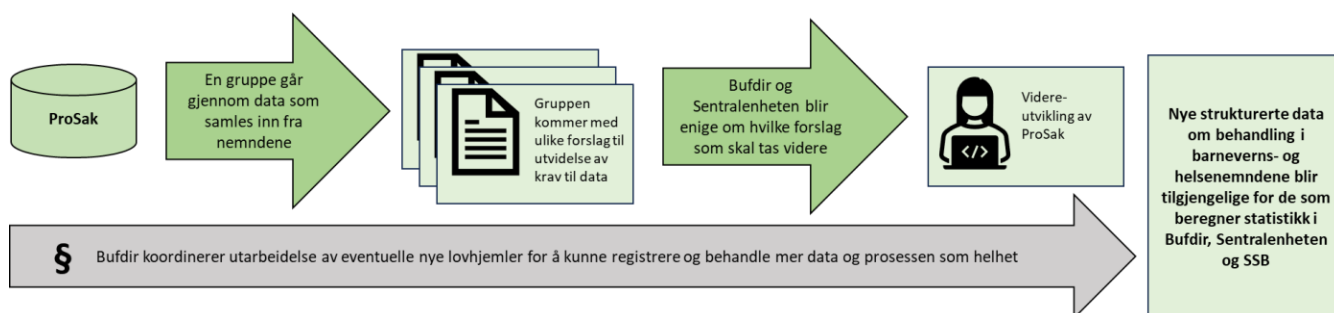 ProSak
En gruppe går
gjennom data som
samles inn fra
nemndene
Gruppen
kommer med
ulike forslag til
utvidelse av
krav til data
Bufdir og
Sentralenheten blir
enige om hvilke forslag
som skal tas videre
</>
Videre-
utvikling av
ProSak
Nye strukturerte data
om behandling i
barneverns- og
helsenemndene blir
tilgjengelige for de som
beregner statistikk i
Bufdir, Sentralenheten
og SSB
§ Bufdir koordinerer utarbeidelse av eventuelle nye lovhjemler for å kunne registrere og behandle mer data og prosessen som helhet